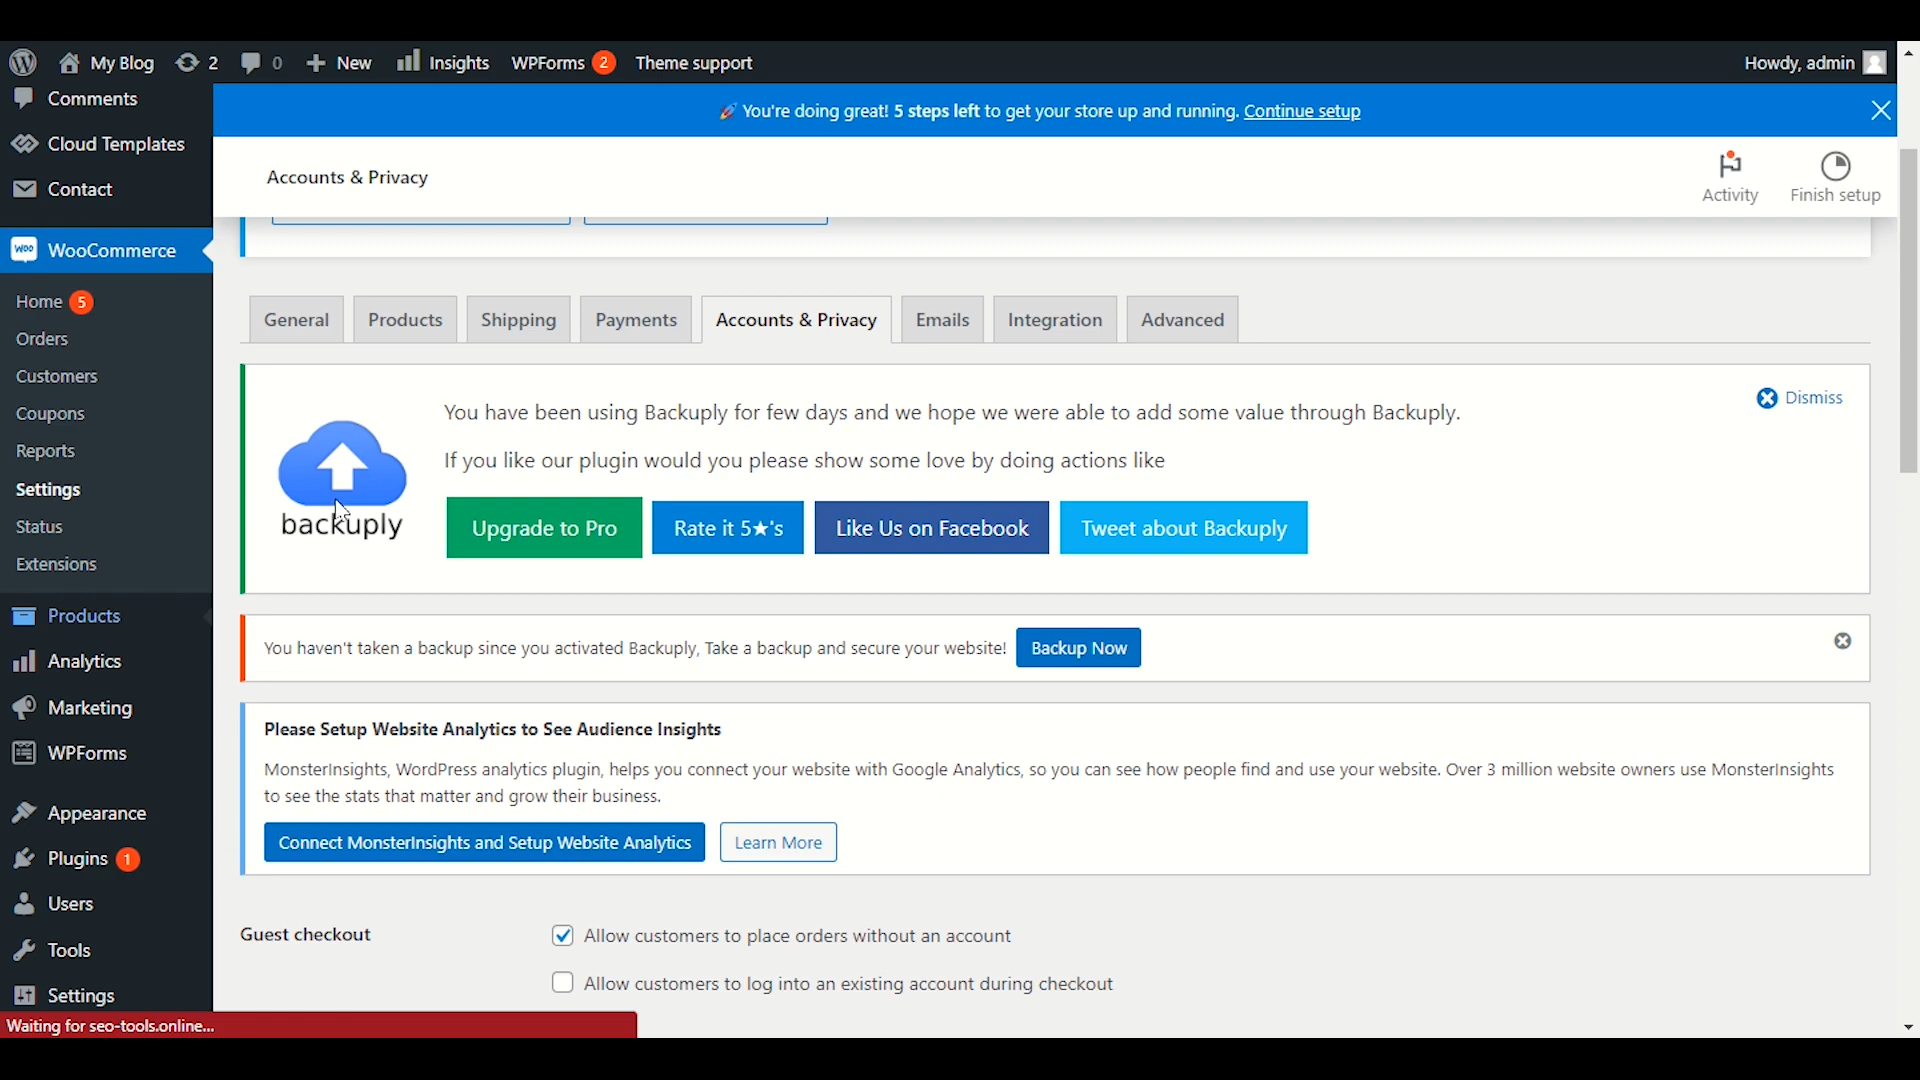 My Blog 2 0 New Insights WPForms 2 Theme support Howdy, admin
Comments
Cloud Templates
Contact
WOO WooCommerce
Home 5
Orders
Customers
Coupons
Reports
Settings
Status
Extensions
Products
Analytics
Marketing
WPForms
Appearance
Plugins 1
Users
Tools
Settings
🚀 You're doing great! 5 steps left to get your store up and running. Continue setup
Accounts & Privacy
Activity
Finish setup
General Products Shipping Payments Accounts & Privacy Emails Integration Advanced
You have been using Backuply for few days and we hope we were able to add some value through Backuply.
Dismiss
If you like our plugin would you please show some love by doing actions like
backuply
Upgrade to Pro Rate it 5★'s Like Us on Facebook Tweet about Backuply
You haven't taken a backup since you activated Backuply, Take a backup and secure your website! Backup Now
Please Setup Website Analytics to See Audience Insights
MonsterInsights, WordPress analytics plugin, helps you connect your website with Google Analytics, so you can see how people find and use your website. Over 3 million website owners use MonsterInsights
to see the stats that matter and grow their business.
Connect MonsterInsights and Setup Website Analytics Learn More
Guest checkout
Allow customers to place orders without an account
Allow customers to log into an existing account during checkout
Waiting for seo-tools.online...